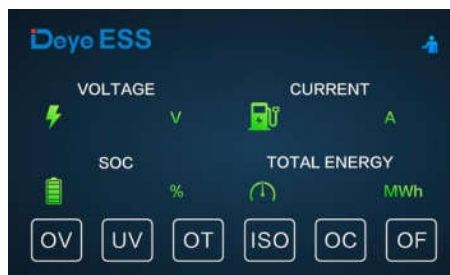 Deye ESS
VOLTAGE CURRENT
V A
SOC TOTAL ENERGY
% MWh
OV UV OT ISO OC OF